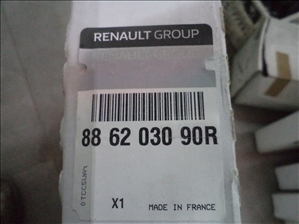 RENAULT GROUP
88 62 030 90R
X1
MADE IN FRANCE